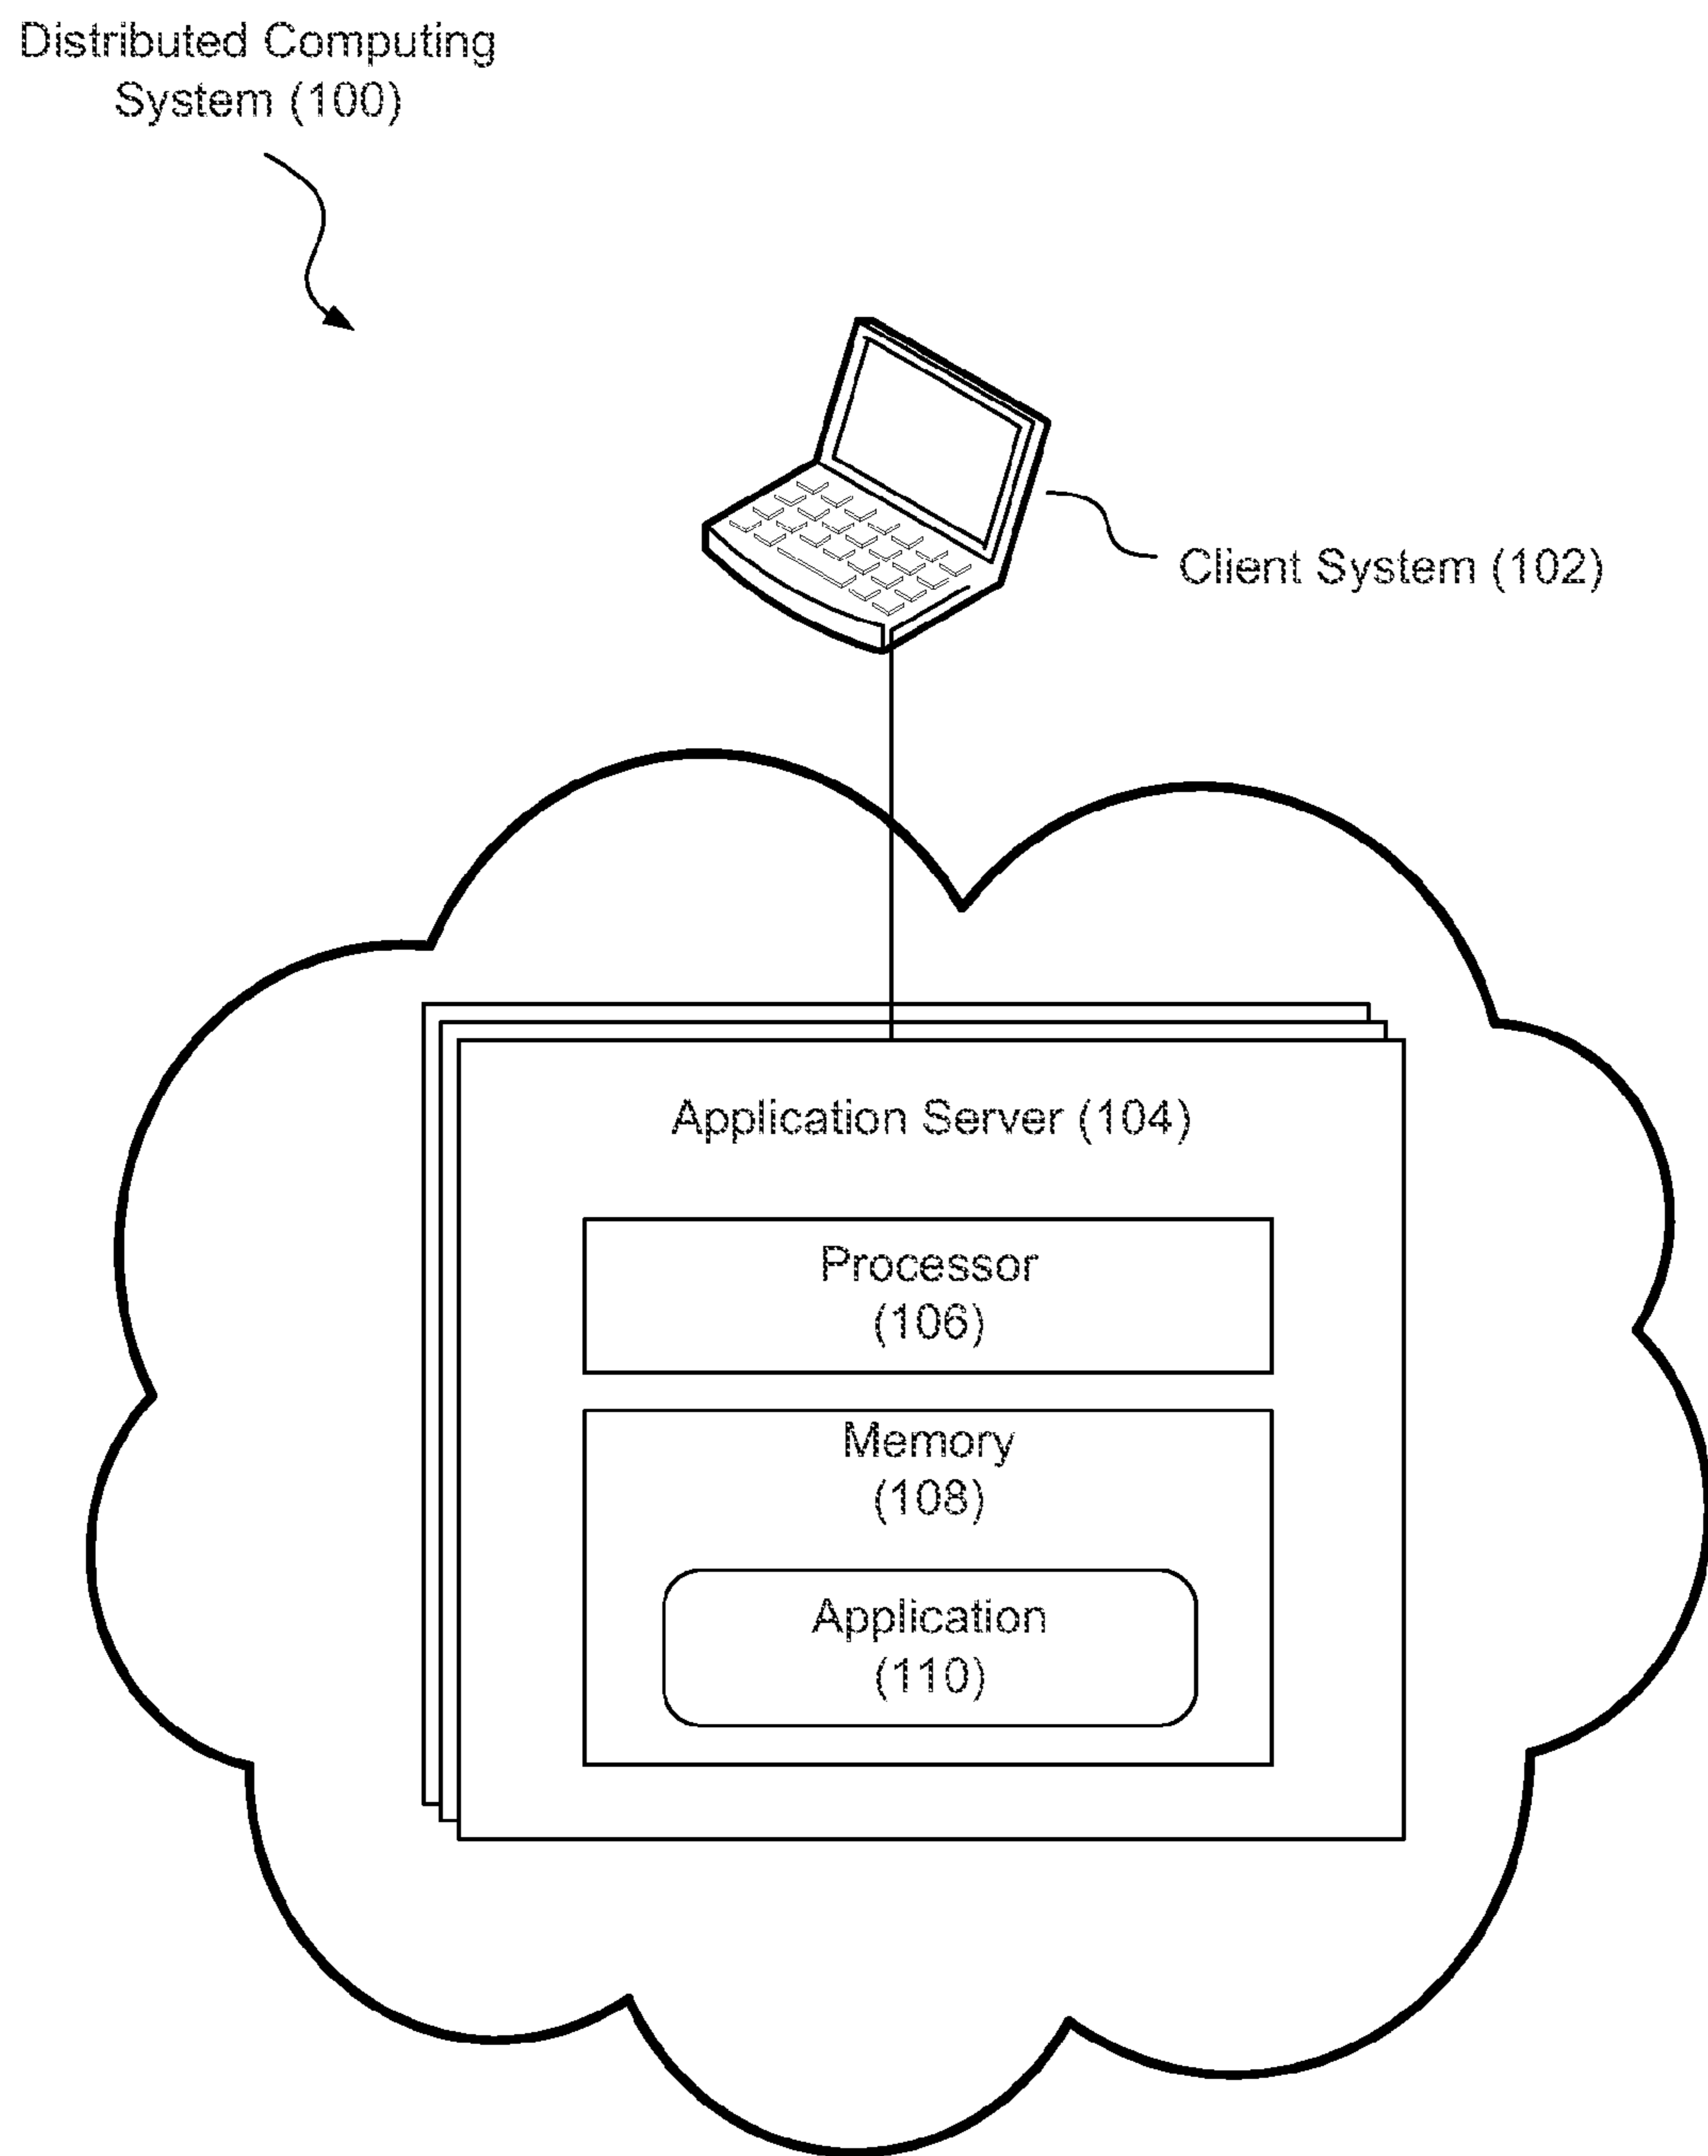 Distributed Computing
System (100)
Client System (102)
Application Server (104)
Processor
(106)
Memory
(108)
Application
(110)